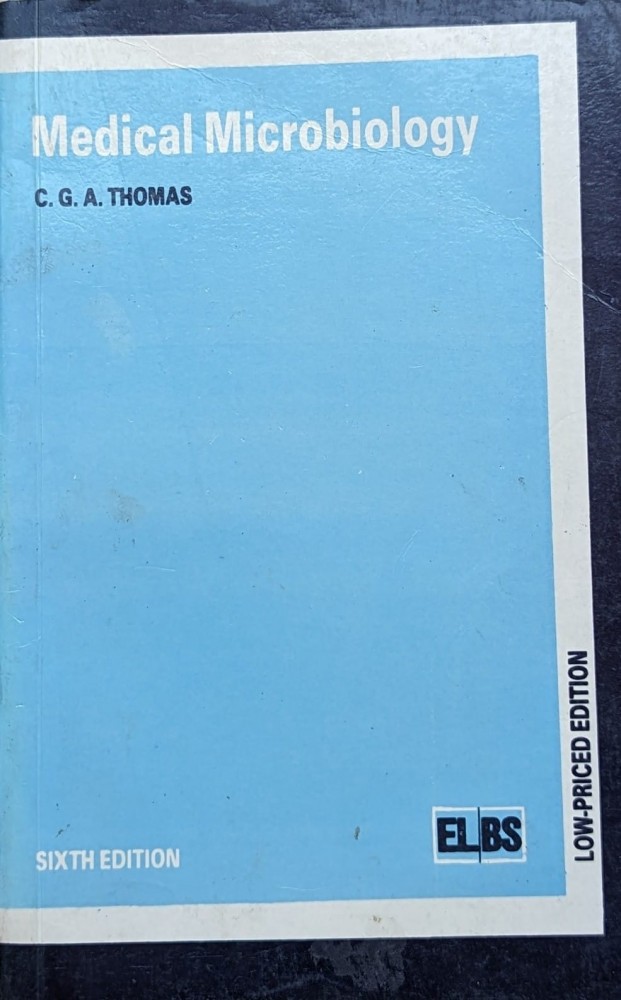 Medical Microbiology
C. G. A. THOMAS
SIXTH EDITION
ELBS
LOW-PRICED EDITION